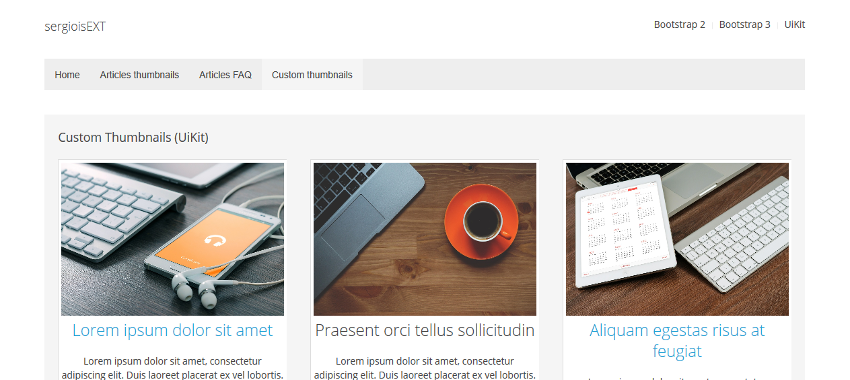 sergioisEXT
Bootstrap 2 Bootstrap 3 UiKit
Home Articles thumbnails Articles FAQ Custom thumbnails
Custom Thumbnails (UiKit)
Lorem ipsum dolor sit amet
Lorem ipsum dolor sit amet, consectetur
adipiscing elit. Duis laoreet placerat ex vel lobortis.
Praesent orci tellus sollicitudin
Lorem ipsum dolor sit amet, consectetur
adipiscing elit. Duis laoreet placerat ex vel lobortis.
Aliquam egestas risus at
feugiat